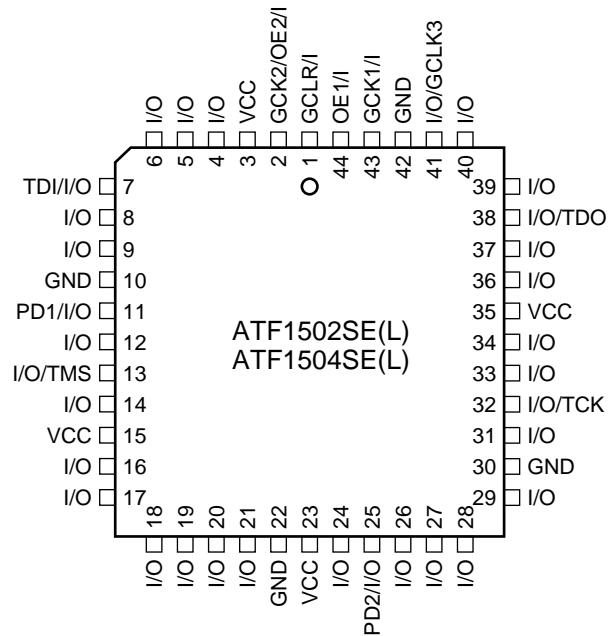 I/O
I/O
I/O
VCC
GCK2/OE2/I
GCLR/I
OE1/I
GCK1/I
GND
I/O/GCLK3
I/O
6
5
4
3
2
1
44
43
42
41
40
TDI/I/O 7
I/O 8
I/O 9
GND 10
PD1/I/O 11
I/O 12
I/O/TMS 13
I/O 14
VCC 15
I/O 16
I/O 17
39 I/O
38 I/O/TDO
37 I/O
36 I/O
35 VCC
34 I/O
33 I/O
32 I/O/TCK
31 I/O
30 GND
29 I/O
ATF1502SE(L)
ATF1504SE(L)
18
19
20
21
22
23
24
25
26
27
28
I/O
I/O
I/O
I/O
GND
VCC
I/O
PD2/I/O
I/O
I/O
I/O